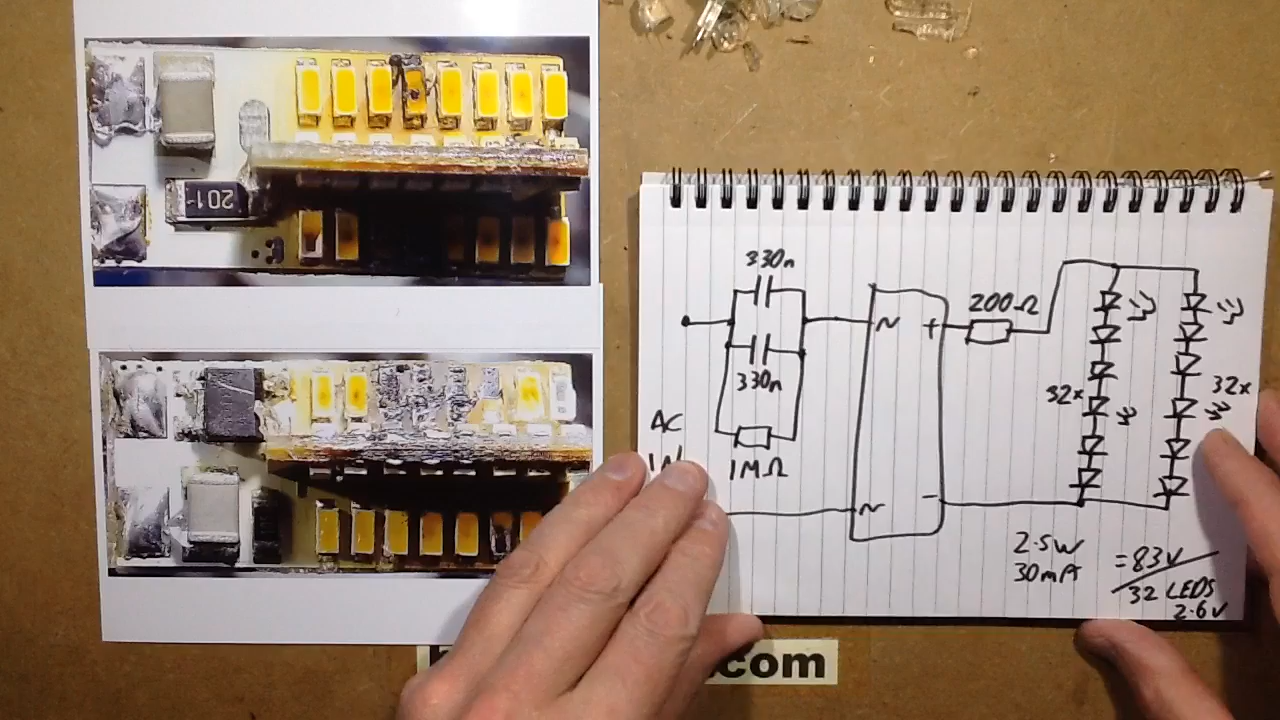 201
330n
200Ω
~ +
330n
32x
32x
AC
1MΩ
~ -
2.5W
30mA
=83V
32 LEDS
2.6V
.com